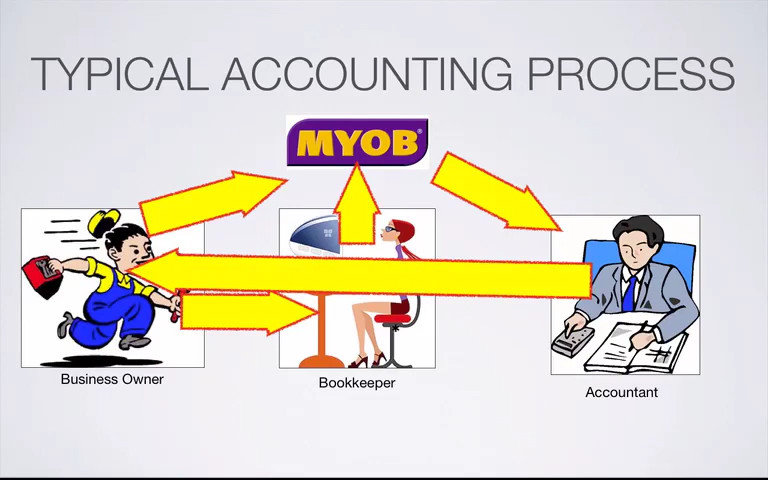 TYPICAL ACCOUNTING PROCESS
MYOB®
Business Owner
Bookkeeper
Accountant